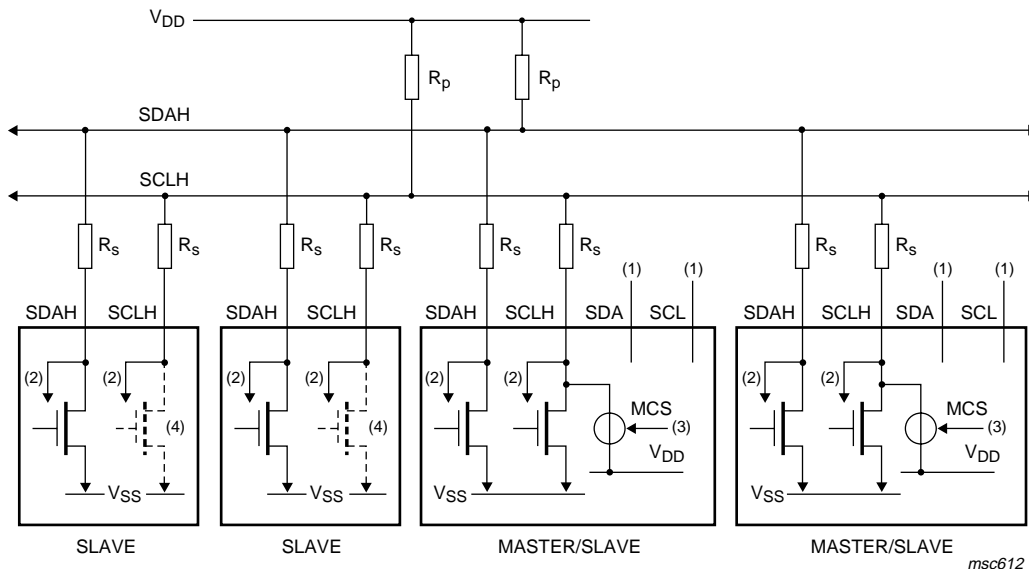 V_DD
R_p R_p
SDAH
SCLH
R_s R_s R_s R_s R_s R_s R_s R_s
(1) (1) (1) (1)
SDAH SCLH SDAH SCLH SDAH SCLH SDA SCL SDAH SCLH SDA SCL
(2) (2) (2) (2) (2) (2) (2) (2)
MCS MCS
(4) (4) (3) (3)
V_DD V_DD
V_SS V_SS V_SS V_SS
SLAVE SLAVE MASTER/SLAVE MASTER/SLAVE
msc612